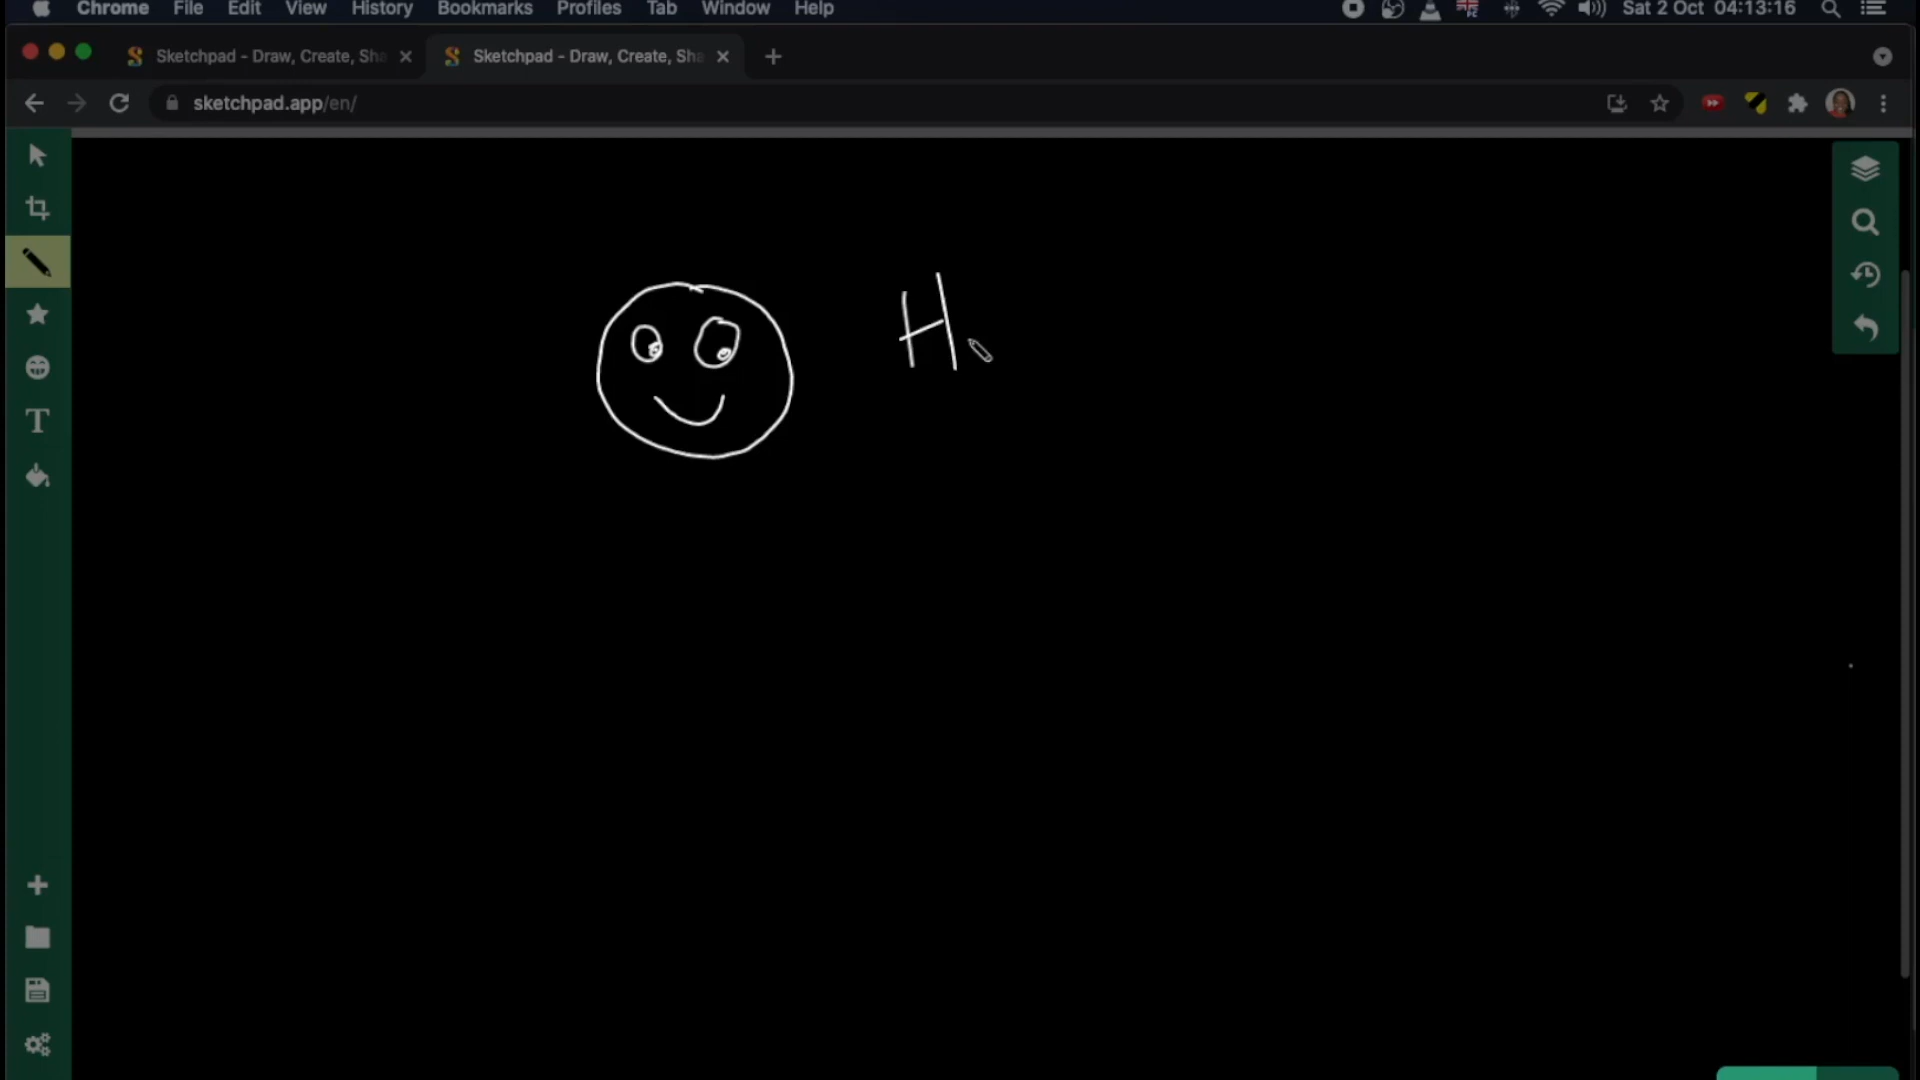 Chrome File Edit View History Bookmarks Profiles Tab Window Help Sat 2 Oct 04:13:16
Sketchpad - Draw, Create, Sha Sketchpad - Draw, Create, Sha
sketchpad.app/en/
H
T